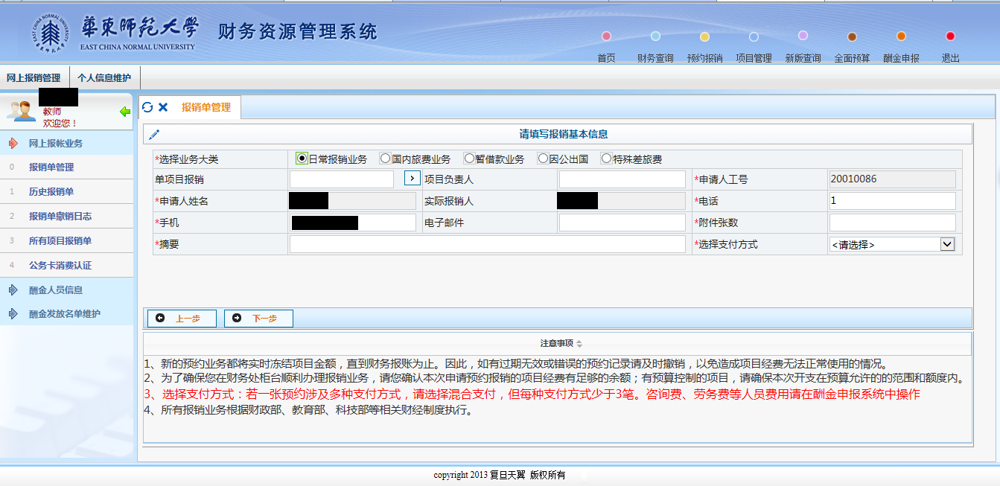 華東师范大学
EAST CHINA NORMAL UNIVERSITY
财务资源管理系统
首页 财务查询 预约报销 项目管理 新版查询 全面预算 酬金申报 退出
网上报销管理 个人信息维护
教师
欢迎您！
网上报帐业务
0 报销单管理
1 历史报销单
2 报销单撤销日志
3 所有项目报销单
4 公务卡消费认证
酬金人员信息
酬金发放名单维护
报销单管理
请填写报销基本信息
*选择业务大类 日常报销业务 国内旅费业务 暂借款业务 因公出国 特殊差旅费
单项目报销 项目负责人 *申请人工号 20010086
*申请人姓名 实际报销人 *电话 1
*手机 电子邮件 *附件张数
*摘要 *选择支付方式 <请选择>
上一步 下一步
注意事项
1、新的预约业务都将实时冻结项目金额，直到财务报账为止。因此，如有过期无效或错误的预约记录请及时撤销，以免造成项目经费无法正常使用的情况。
2、为了确保您在财务处柜台顺利办理报销业务，请您确认本次申请预约报销的项目经费有足够的余额；有预算控制的项目，请确保本次开支在预算允许的的范围和额度内。
3、选择支付方式：若一张预约涉及多种支付方式，请选择混合支付，但每种支付方式少于3笔。咨询费、劳务费等人员费用请在酬金申报系统中操作
4、所有报销业务根据财政部、教育部、科技部等相关财经制度执行。
copyright 2013 复旦天翼 版权所有